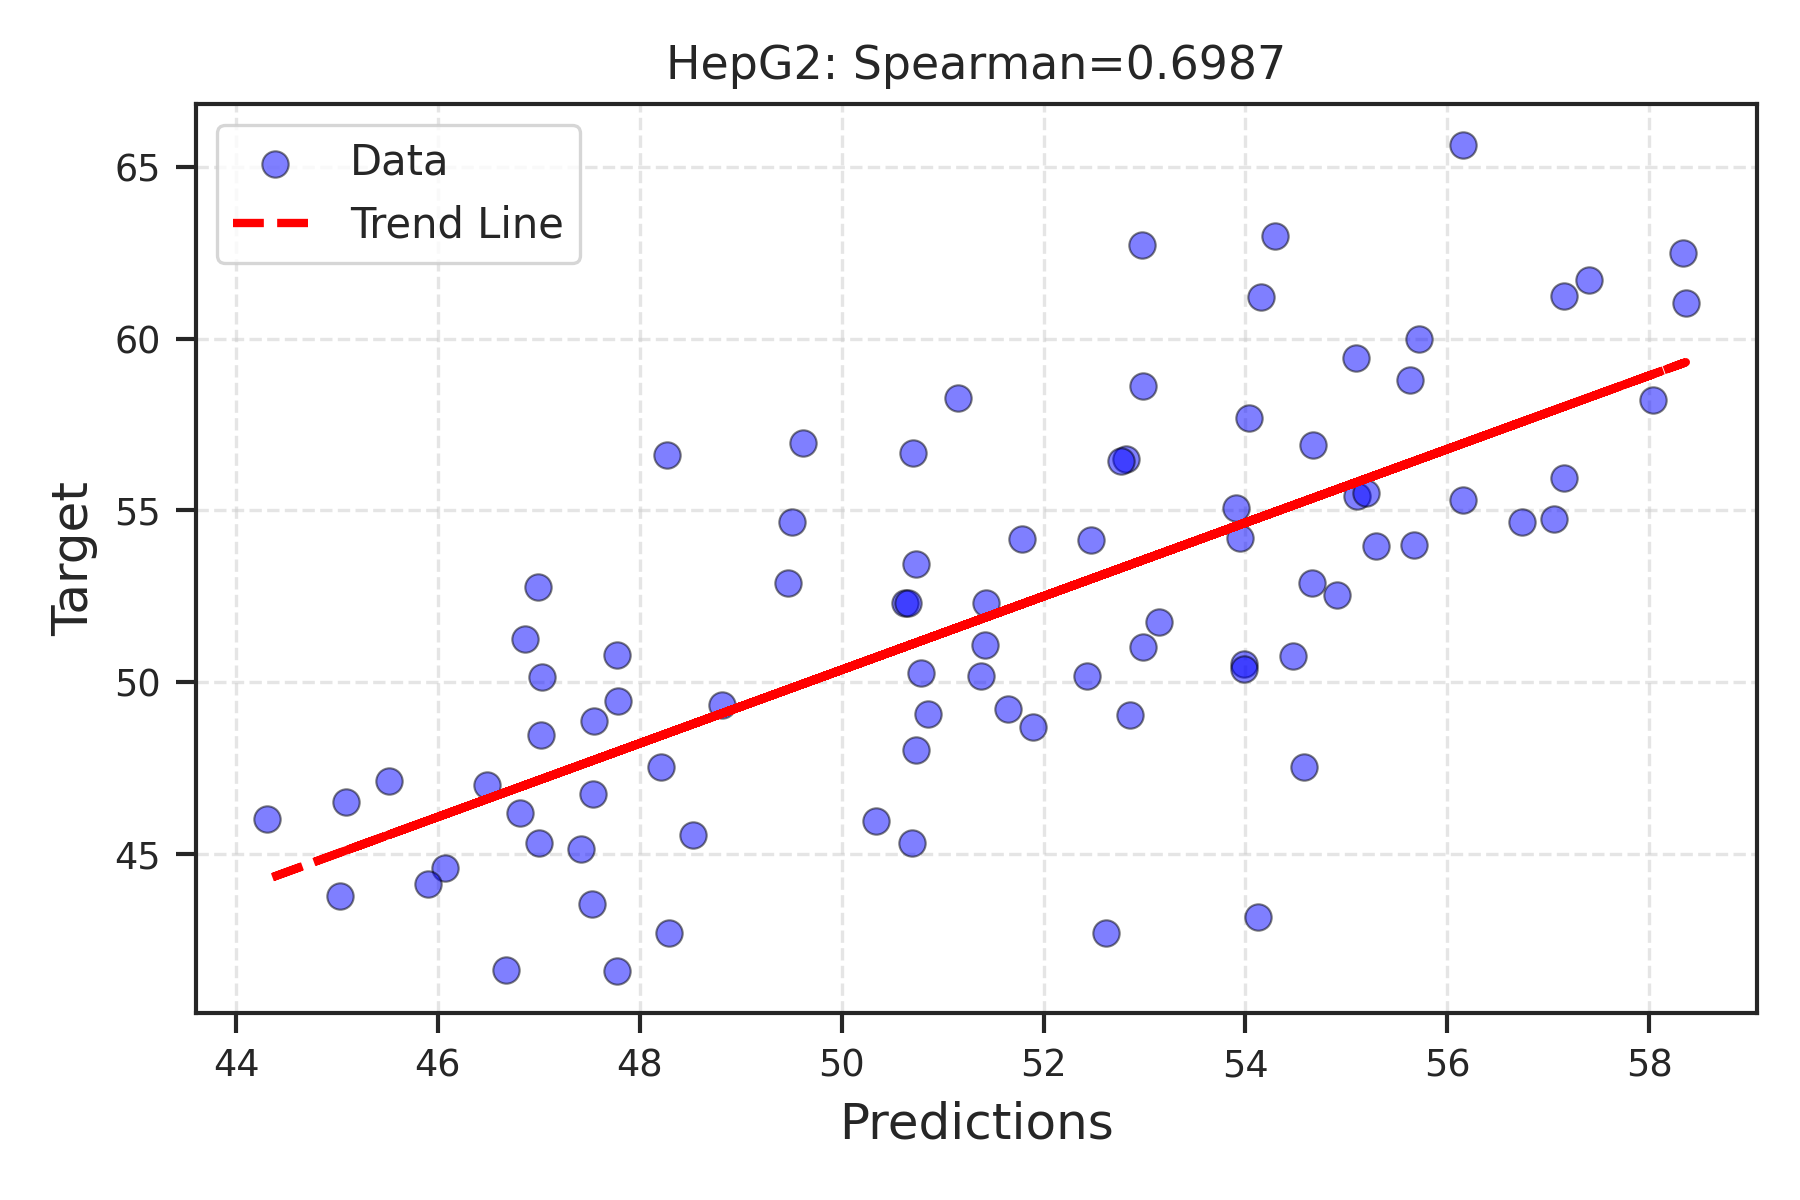 HepG2: Spearman=0.6987
Data
Trend Line
65
60
55
50
45
Target
44 46 48 50 52 54 56 58
Predictions